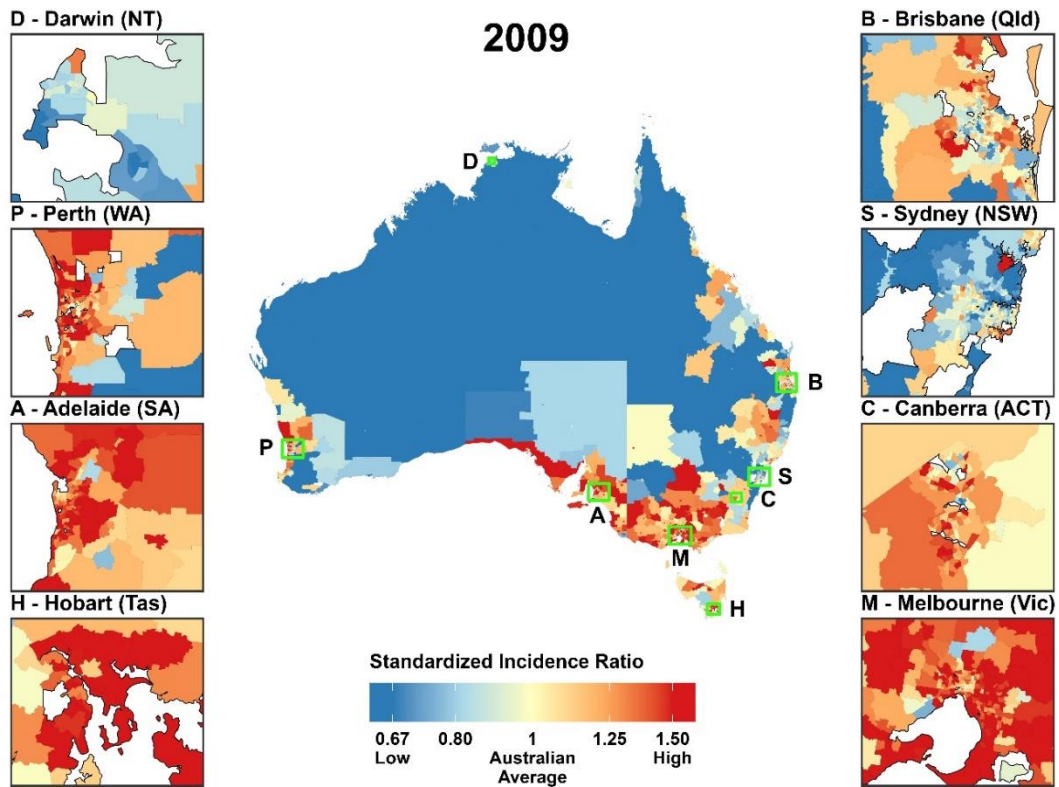 D - Darwin (NT)
2009
B - Brisbane (Qld)
D
P - Perth (WA)
S - Sydney (NSW)
B
P
A - Adelaide (SA)
C - Canberra (ACT)
S
C
A
M
H - Hobart (Tas)
H
M - Melbourne (Vic)
Standardized Incidence Ratio
0.67 0.80 1 1.25 1.50
Low Australian High
Average